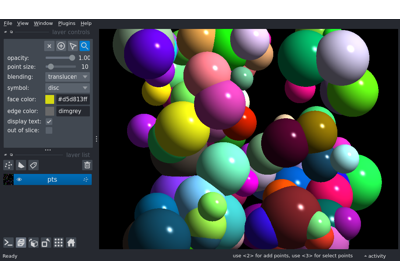 File View Window Plugins Help
layer controls
opacity: 1.00
point size: 10
blending: translucen
symbol: disc
face color: #d5d813ff
edge color: dimgrey
display text: ✓
out of slice:
layer list
pts
Ready use <2> for add points, use <3> for select points activity